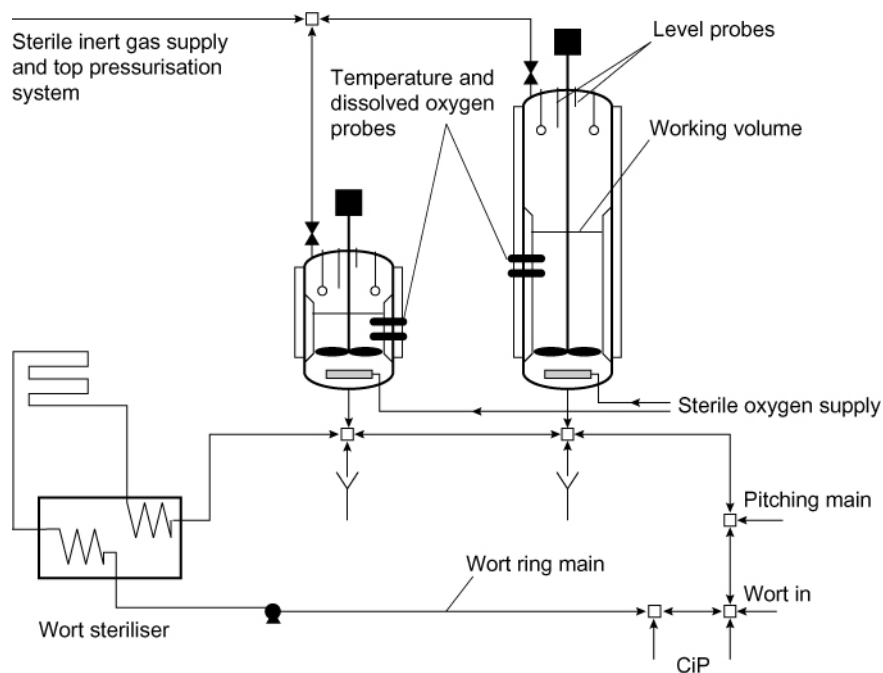 Sterile inert gas supply
and top pressurisation
system
Temperature and
dissolved oxygen
probes
Level probes
Working volume
Sterile oxygen supply
Pitching main
Wort ring main
Wort in
Wort steriliser
CiP